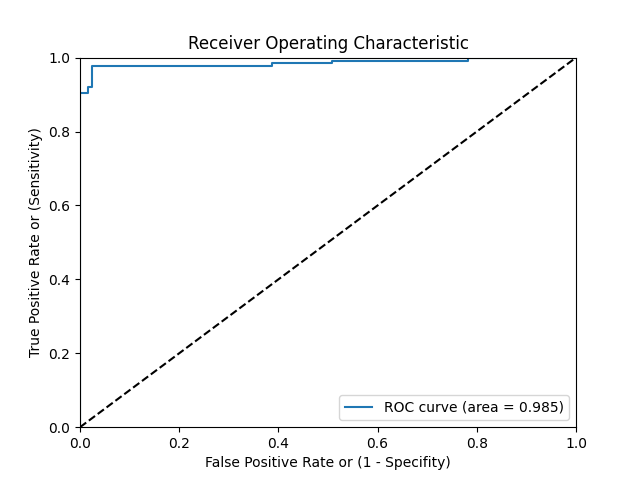 Receiver Operating Characteristic
1.0
0.8
0.6
0.4
0.2
0.0
True Positive Rate or (Sensitivity)
ROC curve (area = 0.985)
0.0 0.2 0.4 0.6 0.8 1.0
False Positive Rate or (1 - Specifity)